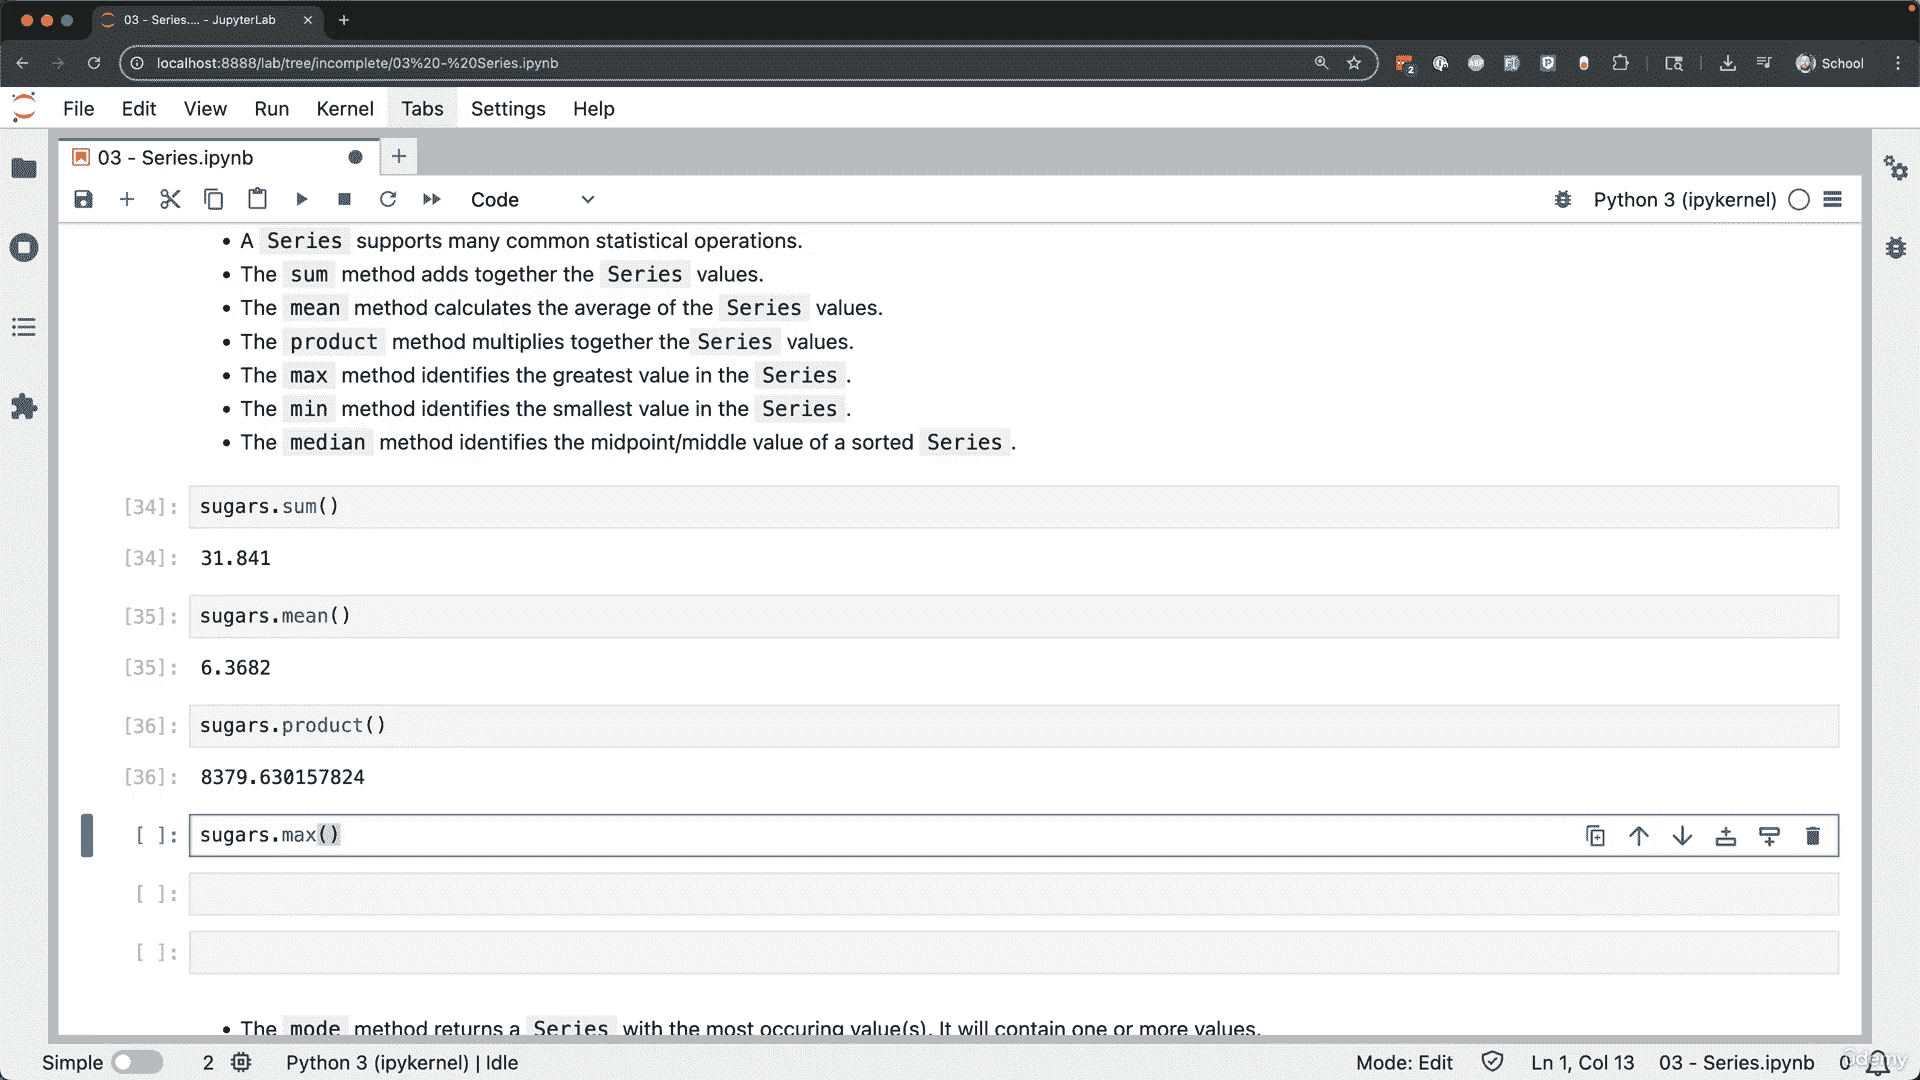 03 - Series.... - JupyterLab
localhost:8888/lab/tree/incomplete/03%20-%20Series.ipynb
2
School
File Edit View Run Kernel Tabs Settings Help
03 - Series.ipynb
Code
Python 3 (ipykernel)
• A Series supports many common statistical operations.
• The sum method adds together the Series values.
• The mean method calculates the average of the Series values.
• The product method multiplies together the Series values.
• The max method identifies the greatest value in the Series .
• The min method identifies the smallest value in the Series .
• The median method identifies the midpoint/middle value of a sorted Series .
[34]: sugars.sum()
[34]: 31.841
[35]: sugars.mean()
[35]: 6.3682
[36]: sugars.product()
[36]: 8379.630157824
[ ]: sugars.max()
[ ]:
[ ]:
• The mode method returns a Series with the most occuring value(s). It will contain one or more values.
Simple 2 Python 3 (ipykernel) | Idle Mode: Edit Ln 1, Col 13 03 - Series.ipynb 0